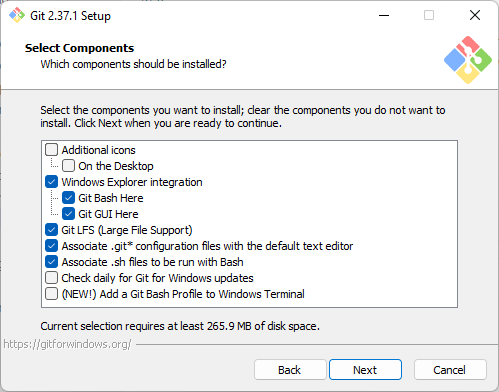 Git 2.37.1 Setup
Select Components
Which components should be installed?
Select the components you want to install; clear the components you do not want to
install. Click Next when you are ready to continue.
Additional icons
On the Desktop
Windows Explorer integration
Git Bash Here
Git GUI Here
Git LFS (Large File Support)
Associate .git* configuration files with the default text editor
Associate .sh files to be run with Bash
Check daily for Git for Windows updates
(NEW!) Add a Git Bash Profile to Windows Terminal
Current selection requires at least 265.9 MB of disk space.
https://gitforwindows.org/
Back Next Cancel